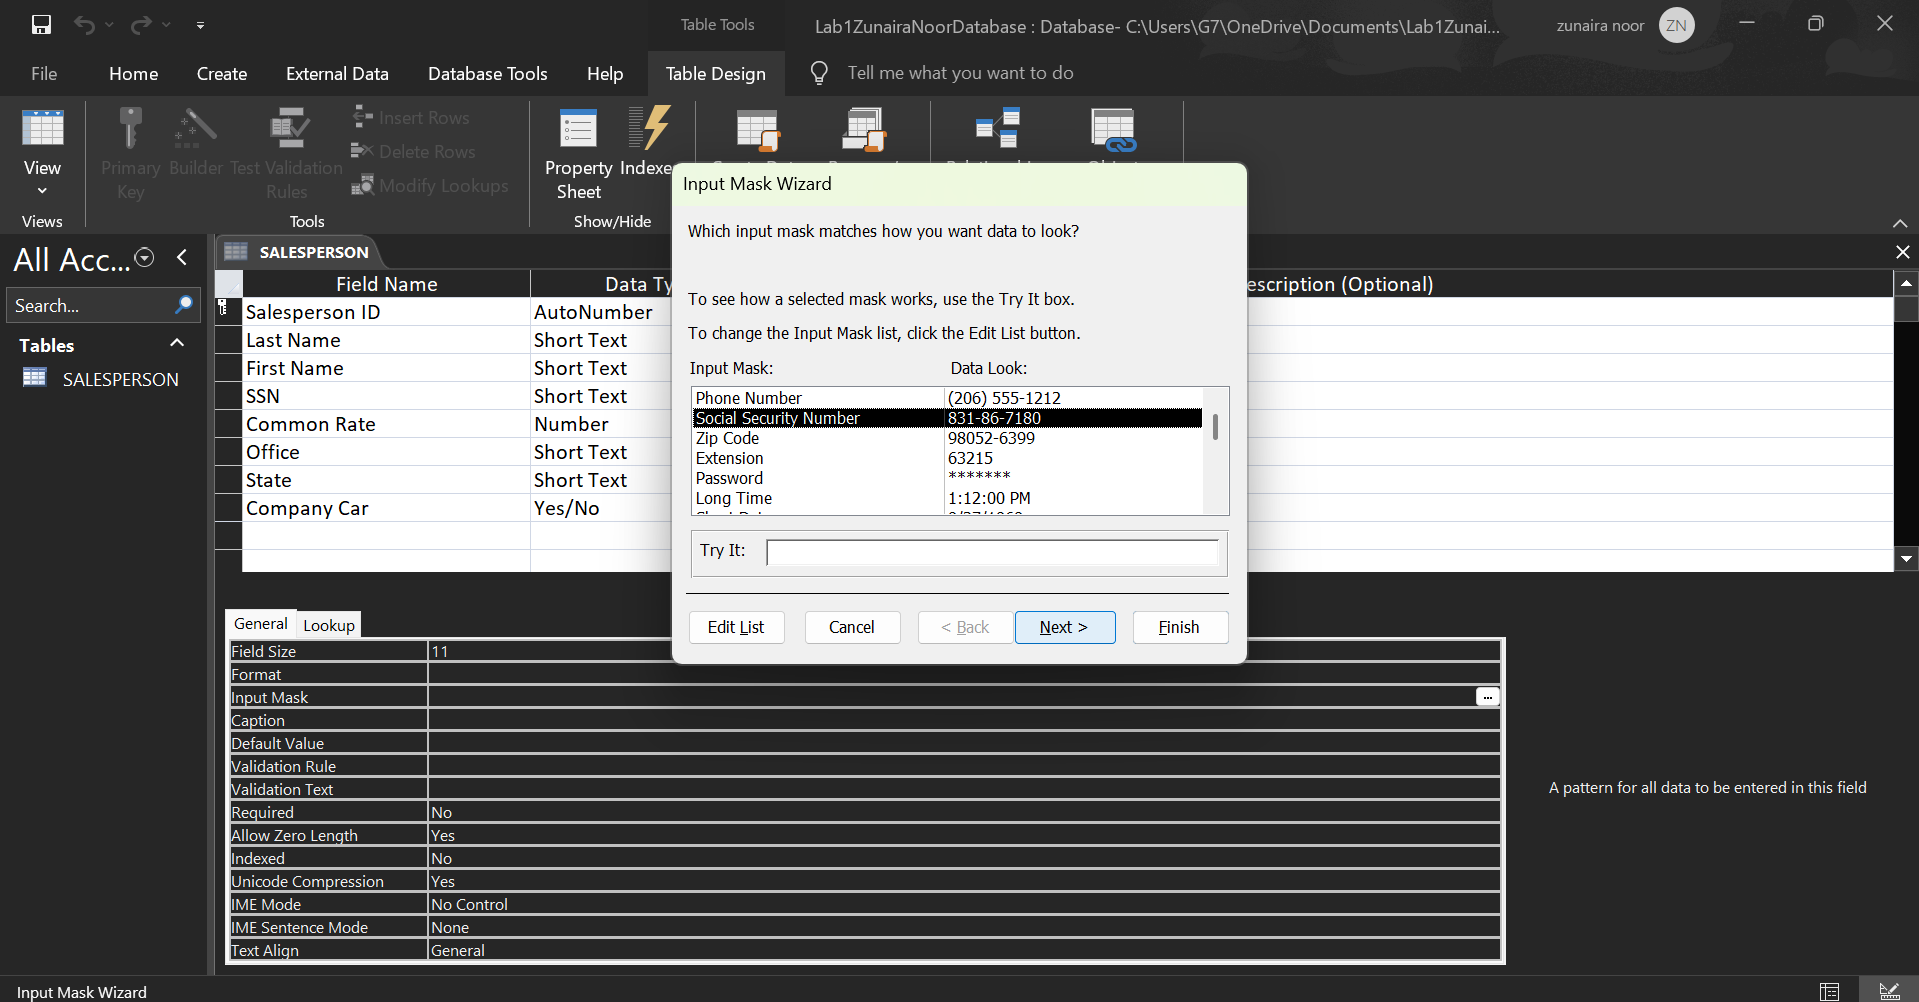 Table Tools
Lab1ZunairaNoorDatabase : Database- C:\Users\G7\OneDrive\Documents\Lab1Zunai...
zunaira noor
ZN
File
Home
Create
External Data
Database Tools
Help
Table Design
Tell me what you want to do
View
Primary Key
Builder
Test Validation Rules
Insert Rows
Delete Rows
Modify Lookups
Property Sheet
Views
Tools
Show/Hide
All Acc...
Search...
Tables
SALESPERSON
SALESPERSON
Field Name
Salesperson ID AutoNumber
Last Name Short Text
First Name Short Text
SSN Short Text
Common Rate Number
Office Short Text
State Short Text
Company Car Yes/No
(Optional)
Input Mask Wizard
Which input mask matches how you want data to look?
To see how a selected mask works, use the Try It box.
To change the Input Mask list, click the Edit List button.
Input Mask: Data Look:
Phone Number (206) 555-1212
Social Security Number 831-86-7180
Zip Code 98052-6399
Extension 63215
Password *******
Long Time 1:12:00 PM
Try It:
Edit List
Cancel
< Back
Next >
Finish
General
Lookup
Field Size 11
Format
Input Mask ...
Caption
Default Value
Validation Rule
Validation Text
Required No
Allow Zero Length Yes
Indexed No
Unicode Compression Yes
IME Mode No Control
IME Sentence Mode None
Text Align General
A pattern for all data to be entered in this field
Input Mask Wizard